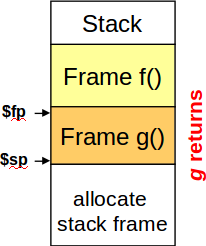 Stack
Frame f()
$fp
Frame g()
$sp
allocate
stack frame
g returns